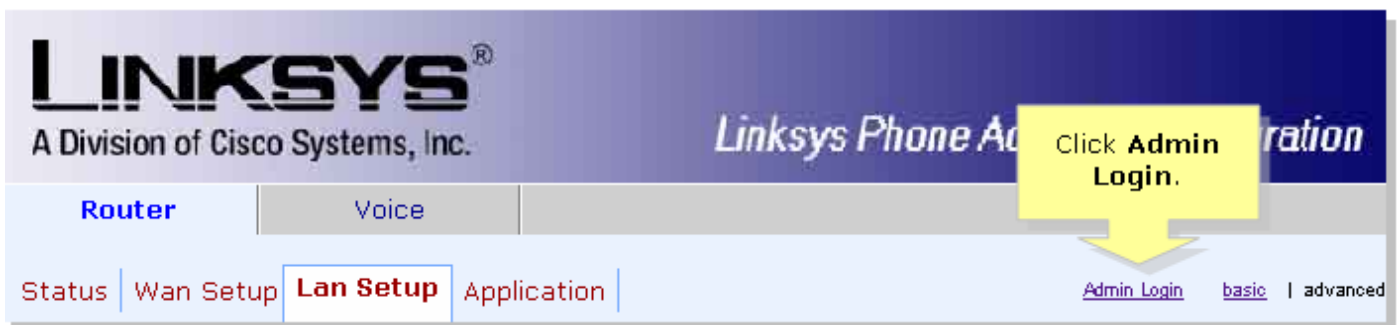 LINKSYS®
A Division of Cisco Systems, Inc.
Linksys Phone Ad
ration
Click Admin
Login.
Router Voice
Status Wan Setup Lan Setup Application Admin Login basic | advanced